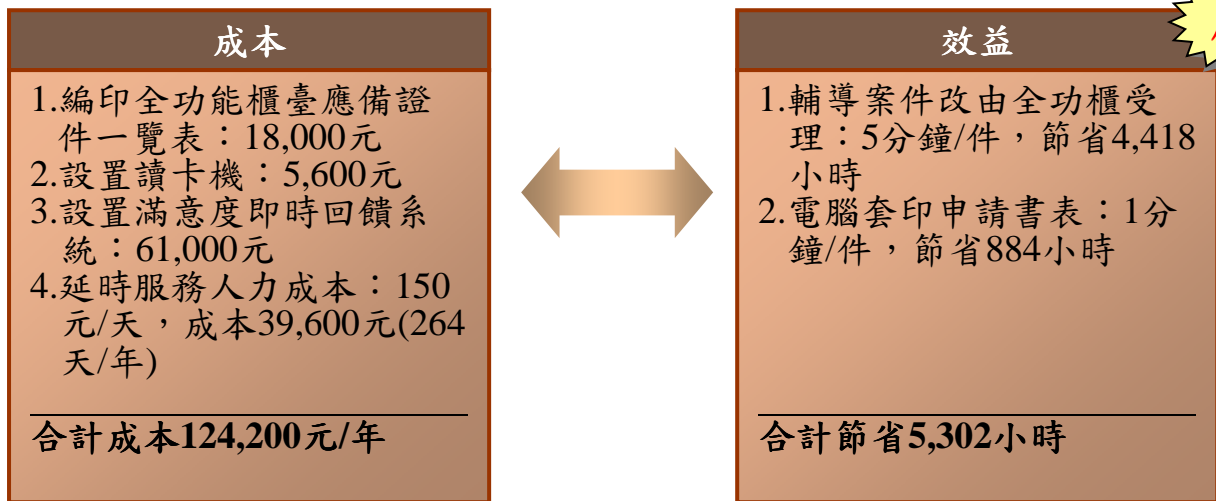 成本
1.編印全功能櫃臺應備證
件一覽表：18,000元
2.設置讀卡機：5,600元
3.設置滿意度即時回饋系
統：61,000元
4.延時服務人力成本：150
元/天，成本39,600元(264
天/年)
合計成本124,200元/年
效益
1.輔導案件改由全功櫃受
理：5分鐘/件，節省4,418
小時
2.電腦套印申請書表：1分
鐘/件，節省884小時
合計節省5,302小時